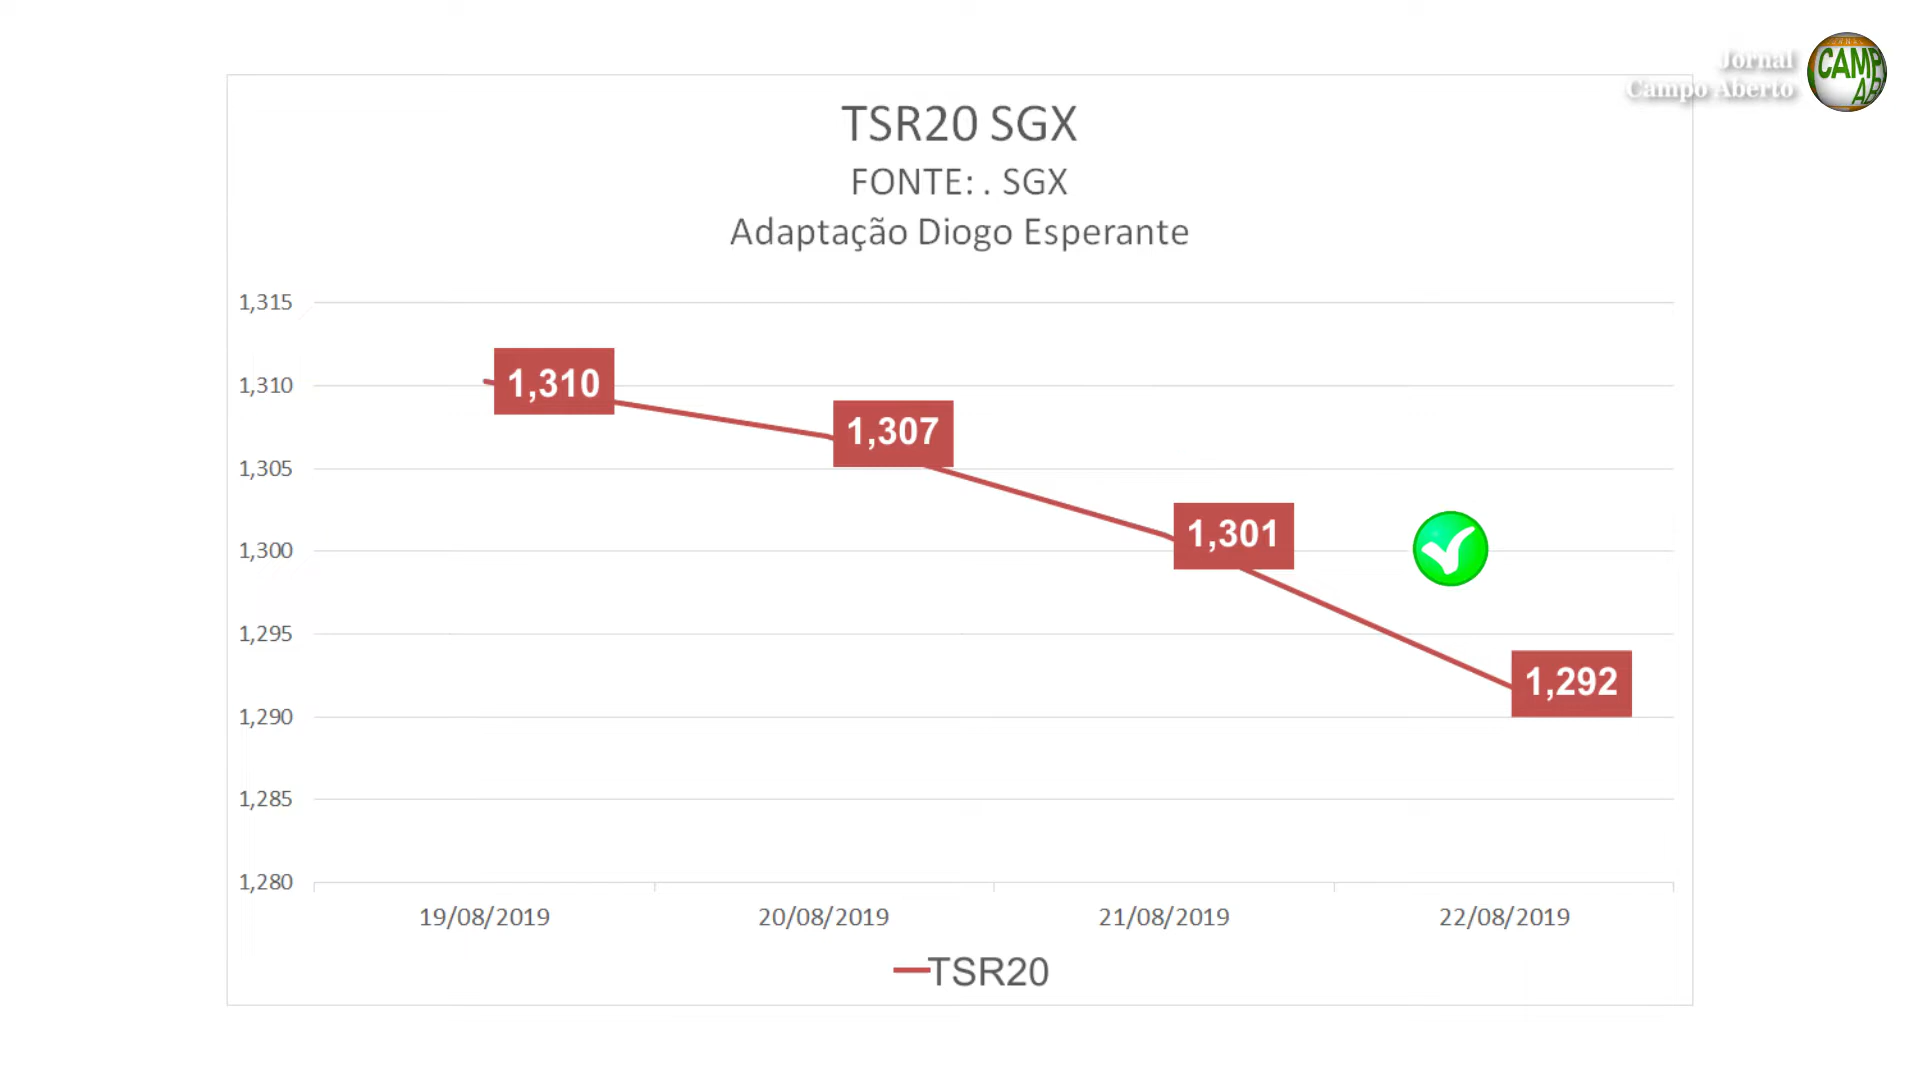 Jornal
Campo Aberto
CAMP
AB
TSR20 SGX
FONTE: . SGX
Adaptação Diogo Esperante
1,315
1,310
1,305
1,300
1,295
1,290
1,285
1,280
1,310
1,307
1,301
1,292
19/08/2019
20/08/2019
21/08/2019
22/08/2019
TSR20